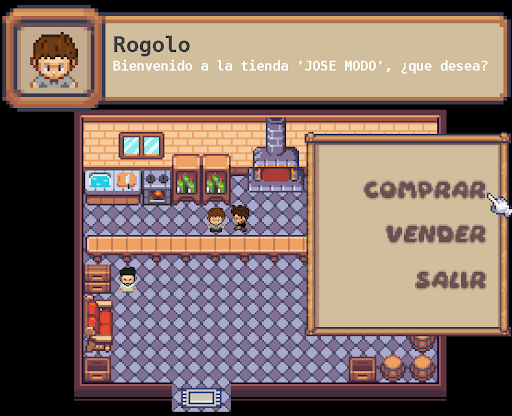 Rogolo
Bienvenido a la tienda 'JOSE MODO', ¿que desea?
COMPRAR
VENDER
SALIR